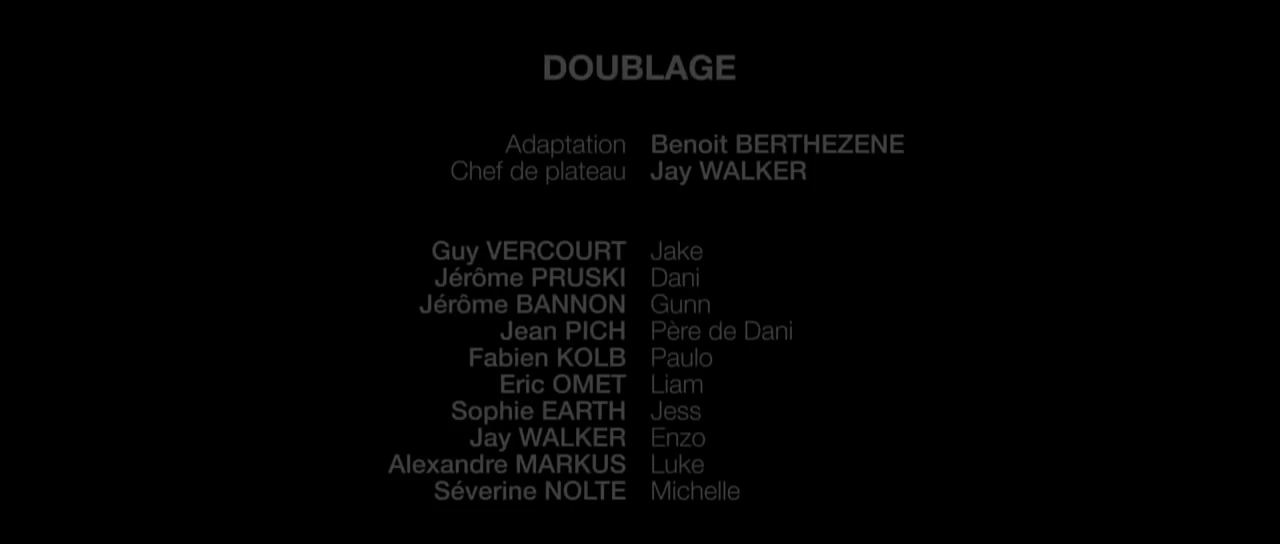 DOUBLAGE
Adaptation Benoit BERTHEZENE
Chef de plateau Jay WALKER
Guy VERCOURT Jake
Jérôme PRUSKI Dani
Jérôme BANNON Gunn
Jean PICH Père de Dani
Fabien KOLB Paulo
Eric OMET Liam
Sophie EARTH Jess
Jay WALKER Enzo
Alexandre MARKUS Luke
Séverine NOLTE Michelle